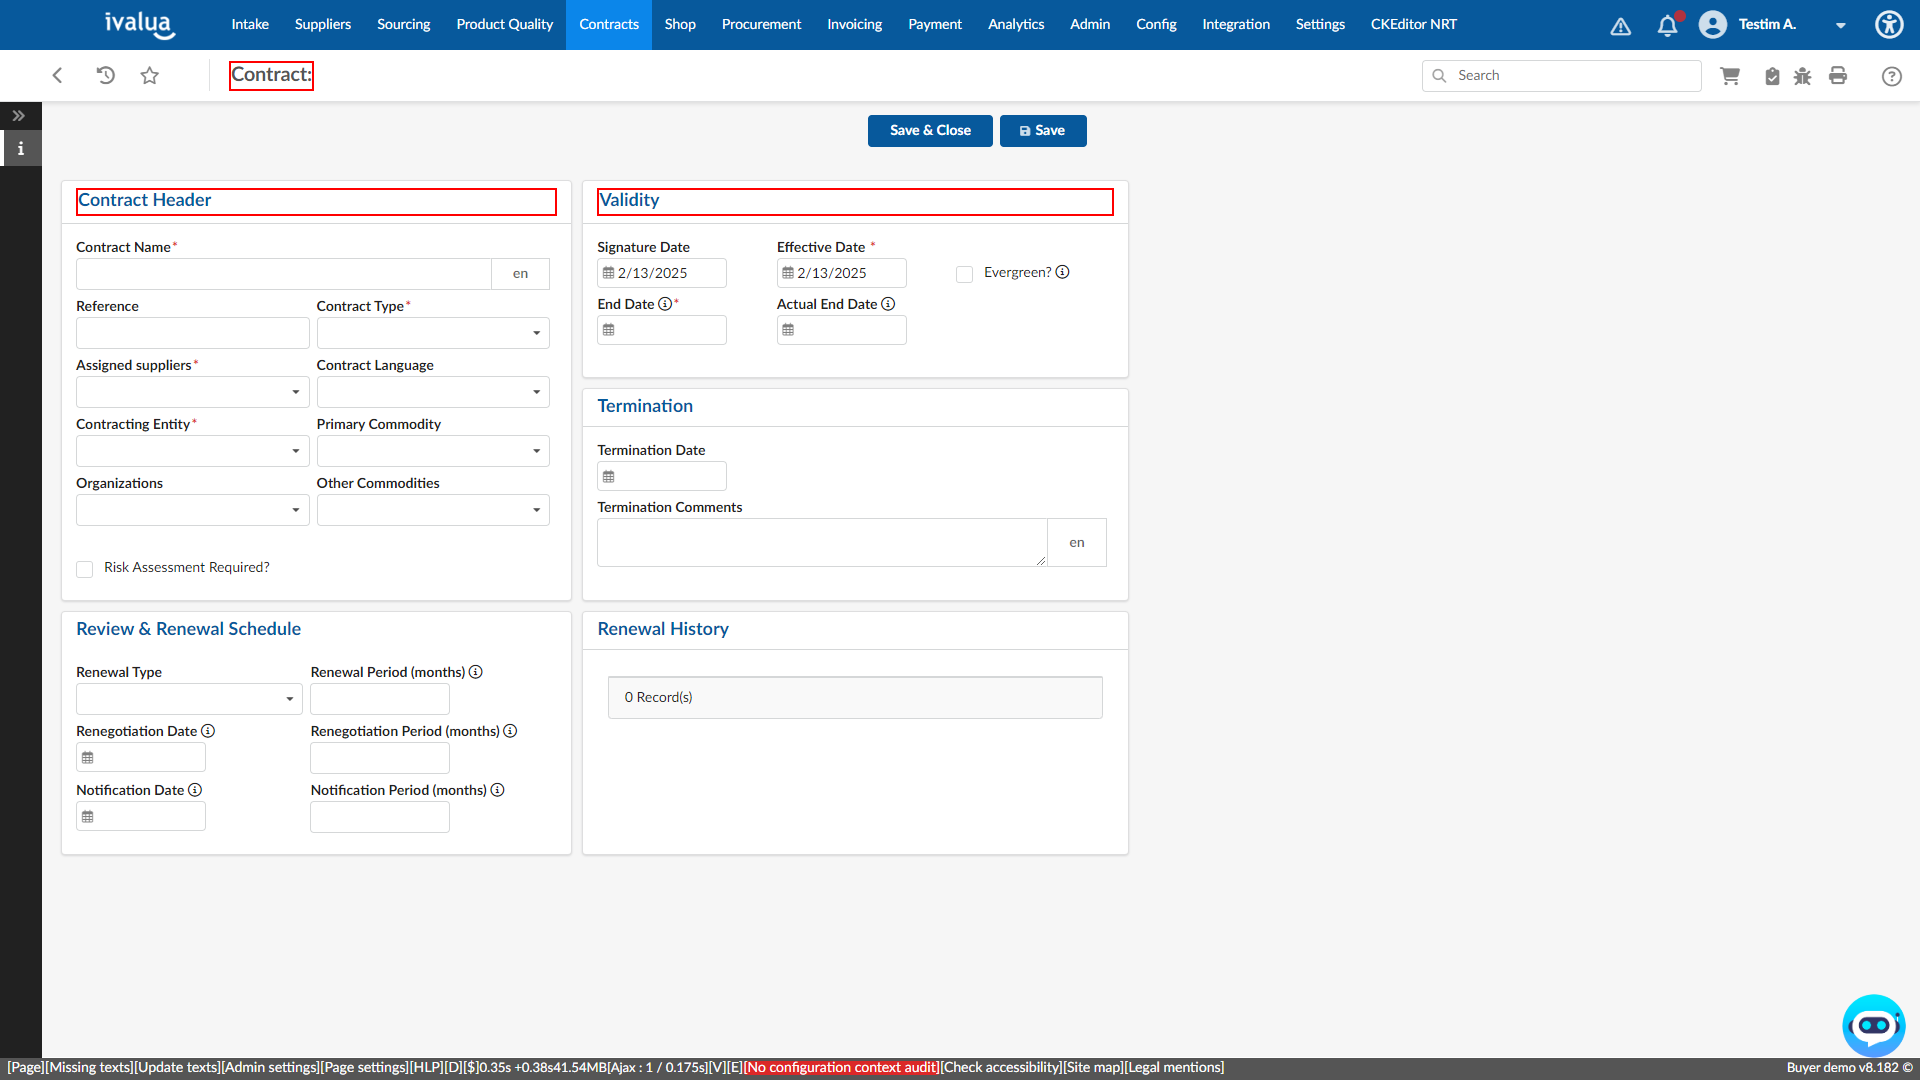 ivalua
Intake Suppliers Sourcing Product Quality Contracts Shop Procurement Invoicing Payment Analytics Admin Config Integration Settings CKEditor NRT
Testim A.
Contract:
Search
Save & Close
Save
Contract Header
Contract Name*
en
Reference
Contract Type*
Assigned suppliers*
Contract Language
Contracting Entity*
Primary Commodity
Organizations
Other Commodities
Risk Assessment Required?
Validity
Signature Date
Effective Date *
2/13/2025
2/13/2025
Evergreen?
End Date *
Actual End Date
Termination
Termination Date
Termination Comments
en
Review & Renewal Schedule
Renewal Type
Renewal Period (months)
Renegotiation Date
Renegotiation Period (months)
Notification Date
Notification Period (months)
Renewal History
0 Record(s)
[Page][Missing texts][Update texts][Admin settings][Page settings][HLP][D][$]0.35s +0.38s41.54MB[Ajax : 1 / 0.175s][V][E][No configuration context audit][Check accessibility][Site map][Legal mentions]
Buyer demo v8.182 ©